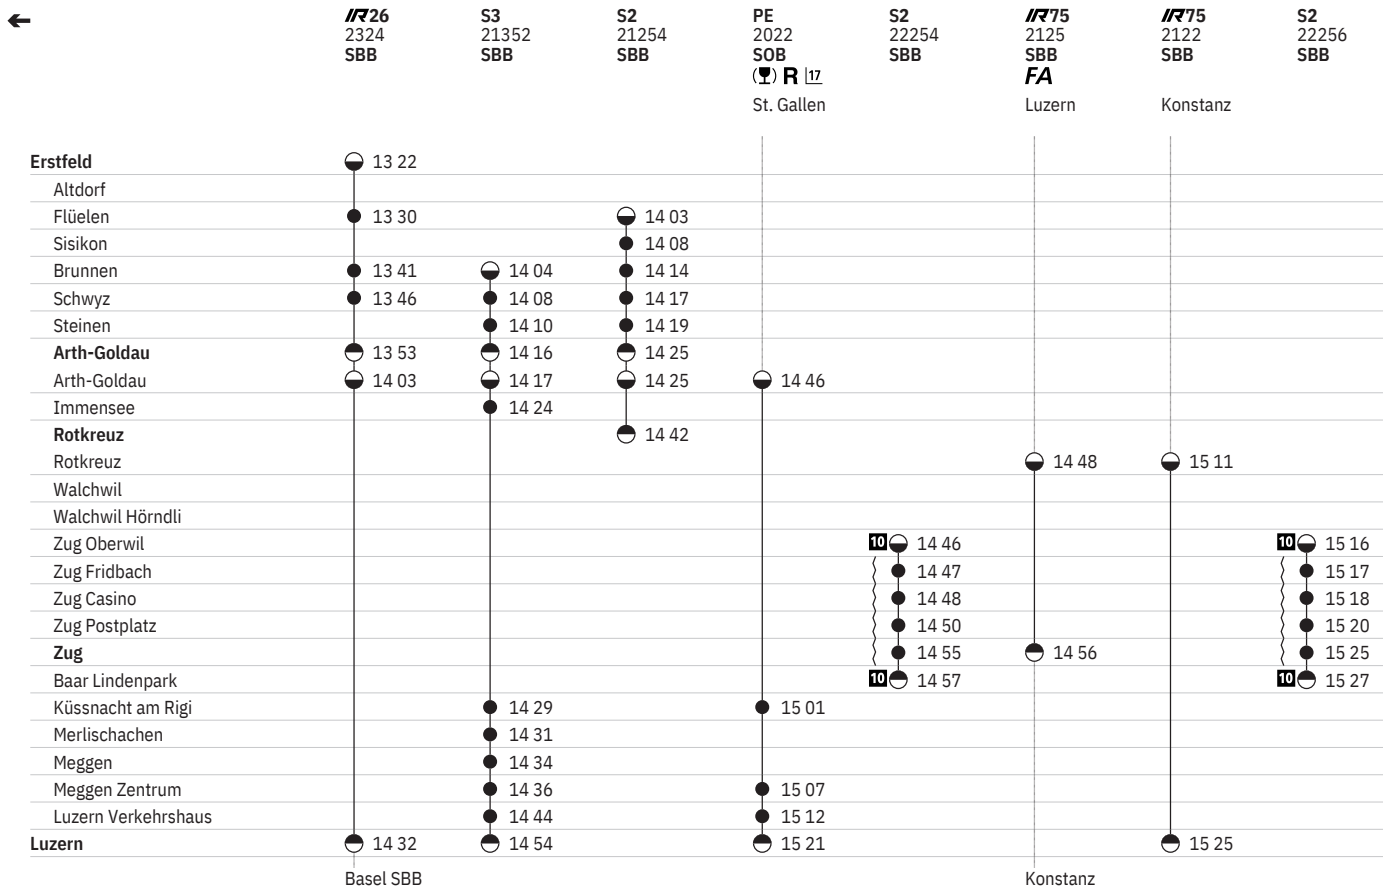 IR26 S3 S2 PE S2 IR75 IR75 S2
2324 21352 21254 2022 22254 2125 2122 22256
SBB SBB SBB SOB SBB SBB SBB SBB
R 17 FA
St. Gallen Luzern Konstanz
Erstfeld 13 22
Altdorf
Flüelen 13 30 14 03
Sisikon 14 08
Brunnen 13 41 14 04 14 14
Schwyz 13 46 14 08 14 17
Steinen 14 10 14 19
Arth-Goldau 13 53 14 16 14 25
Arth-Goldau 14 03 14 17 14 25 14 46
Immensee 14 24
Rotkreuz 14 42
Rotkreuz 14 48 15 11
Walchwil
Walchwil Hörndli
Zug Oberwil 10 14 46 10 15 16
Zug Fridbach 14 47 15 17
Zug Casino 14 48 15 18
Zug Postplatz 14 50 15 20
Zug 14 55 14 56 15 25
Baar Lindenpark 10 14 57 10 15 27
Küssnacht am Rigi 14 29 15 01
Merlischachen 14 31
Meggen 14 34
Meggen Zentrum 14 36 15 07
Luzern Verkehrshaus 14 44 15 12
Luzern 14 32 14 54 15 21 15 25
Basel SBB Konstanz